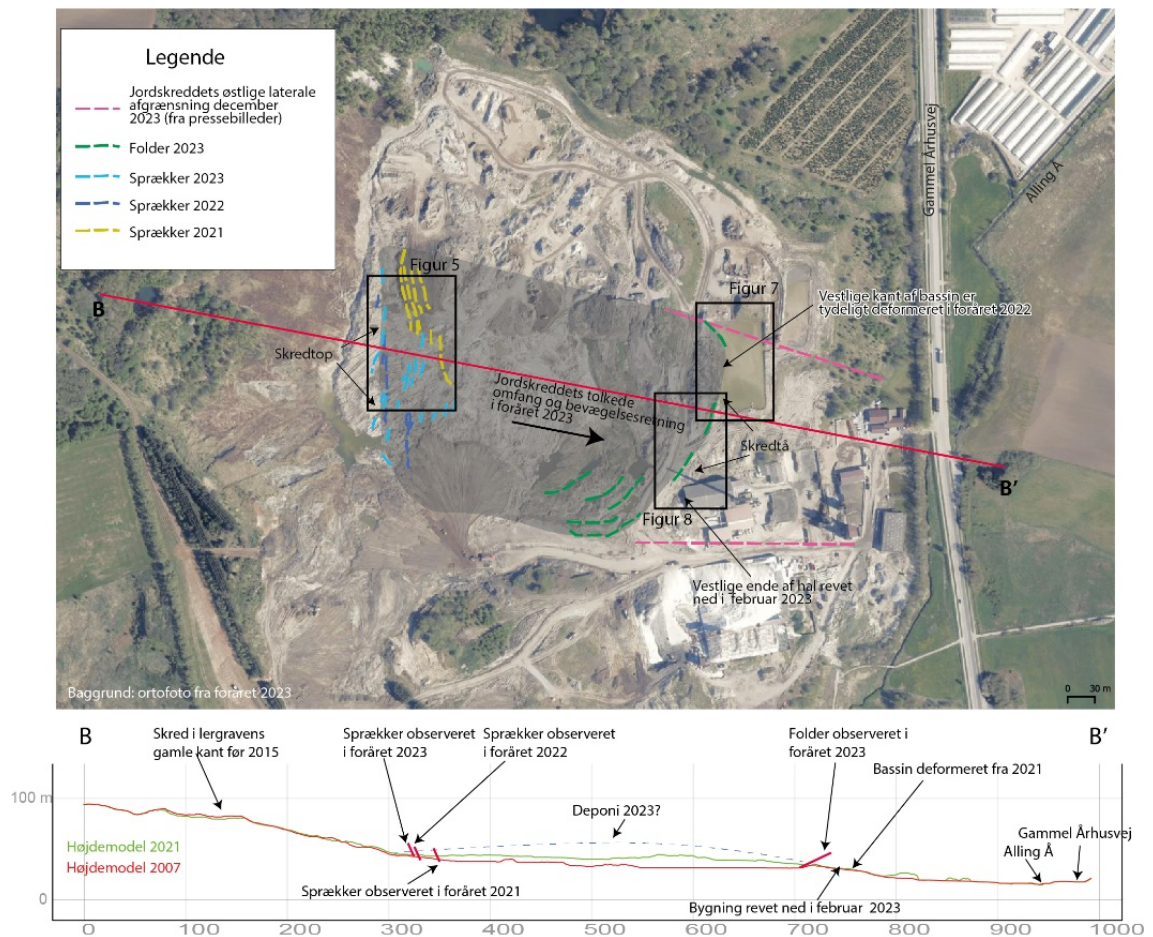 Legende
Jordskreddets østlige laterale
afgrænsning december
2023 (fra pressebilleder)
Folder 2023
Sprækker 2023
Sprækker 2022
Sprækker 2021
Gammel Århusvej
Alling Å
Figur 5
Figur 7
B
Vestlige kant af bassin er
tydeligt deformeret i foråret 2022
Skredtop
Jordskreddets tolkede
omfang og bevægelsesretning
i foråret 2023
Skredtå
B'
Figur 8
Vestlige ende af hal revet
ned i februar 2023
Baggrund: ortofoto fra foråret 2023
0 30 m
B
B'
Skred i lergravens
gamle kant før 2015
Sprækker observeret
i foråret 2023
Sprækker observeret
i foråret 2022
Folder observeret i
foråret 2023
Bassin deformeret fra 2021
100 m
Deponi 2023?
Højdemodel 2021
Højdemodel 2007
Gammel Århusvej
Alling Å
Sprækker observeret i foråret 2021
0
Bygning revet ned i februar 2023
0 100 200 300 400 500 600 700 800 900 1000